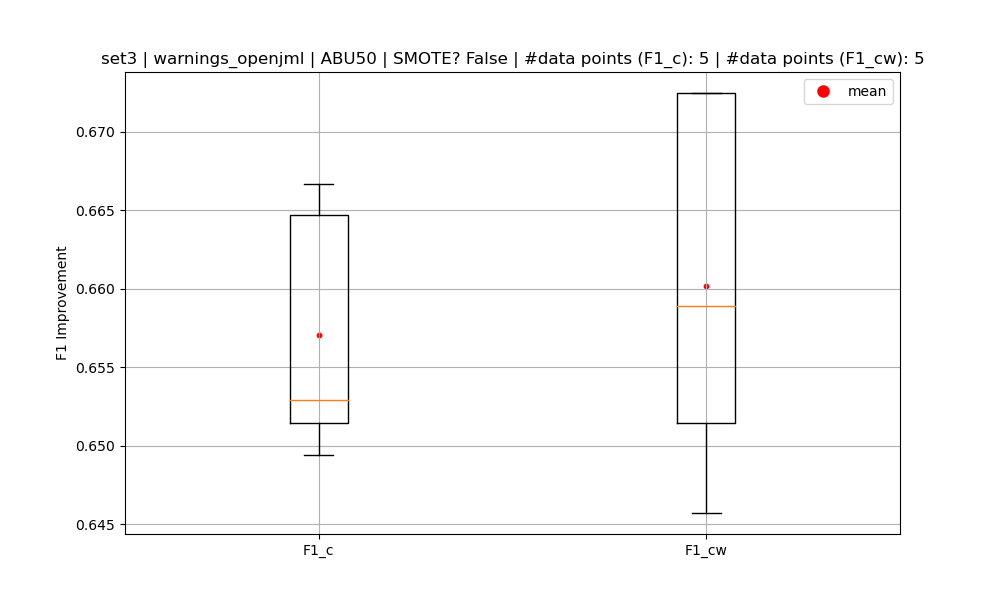 set3 | warnings_openjml | ABU50 | SMOTE? False | #data points (F1_c): 5 | #data points (F1_cw): 5
mean
0.670
0.665
0.660
0.655
0.650
0.645
F1 Improvement
F1_c
F1_cw